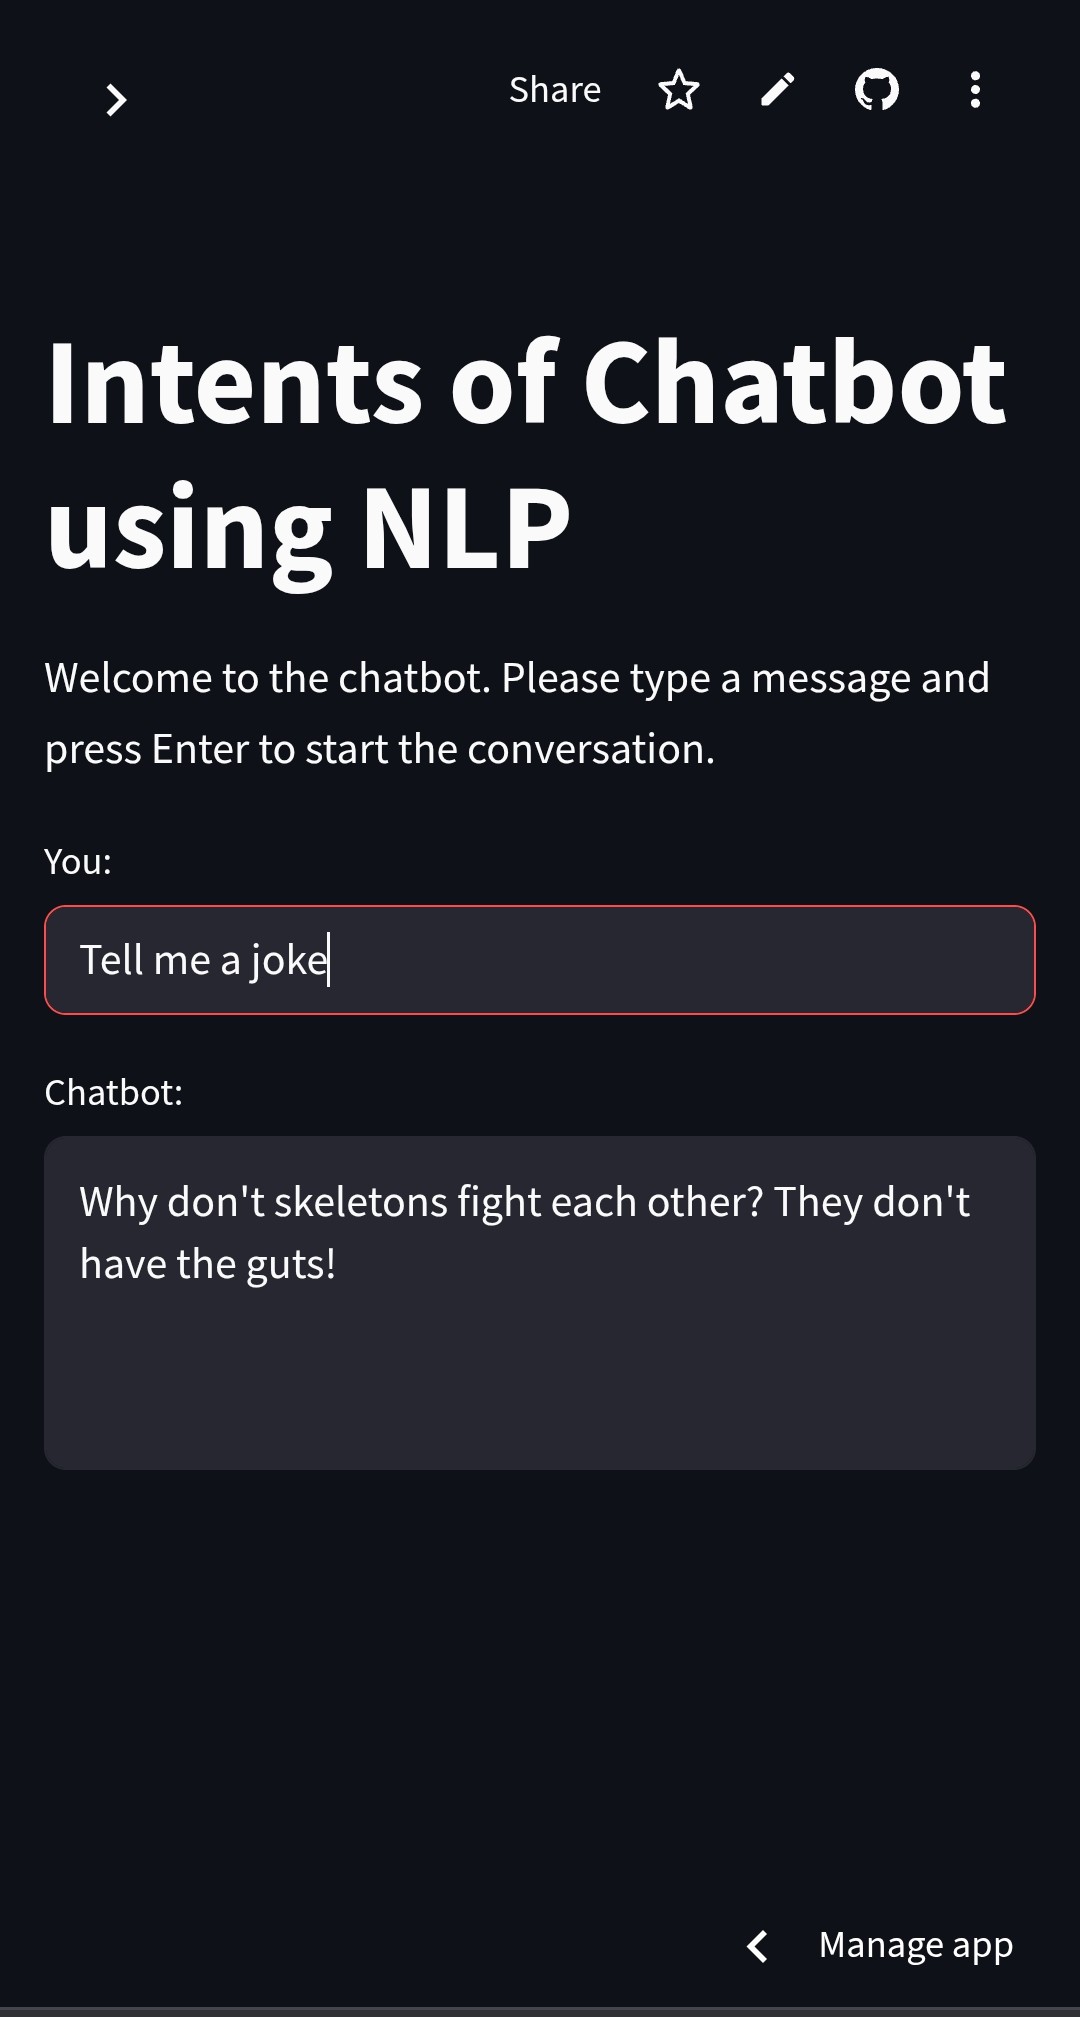 Share
Intents of Chatbot
using NLP
Welcome to the chatbot. Please type a message and
press Enter to start the conversation.
You:
Tell me a joke
Chatbot:
Why don't skeletons fight each other? They don't
have the guts!
Manage app